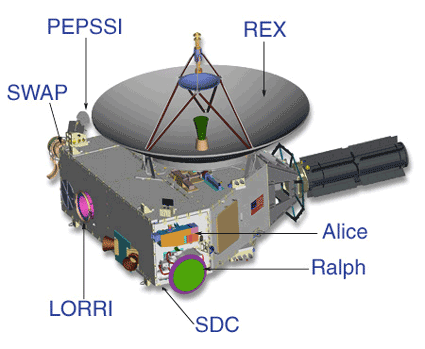 PEPSSI
REX
SWAP
Alice
Ralph
LORRI
SDC